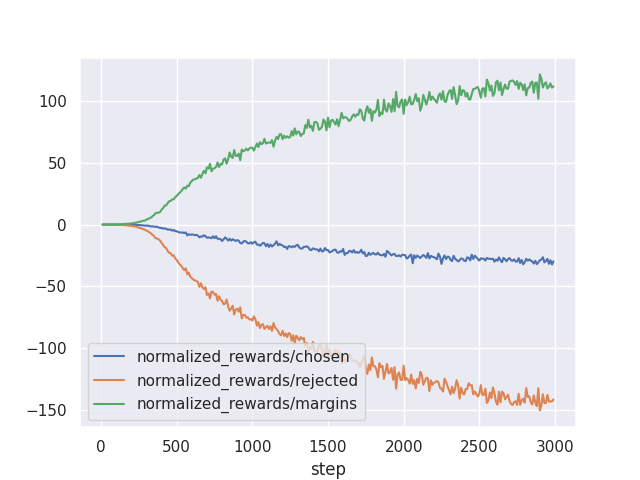 100
50
0
−50
−100
−150
normalized_rewards/chosen
normalized_rewards/rejected
normalized_rewards/margins
0 500 1000 1500 2000 2500 3000
step